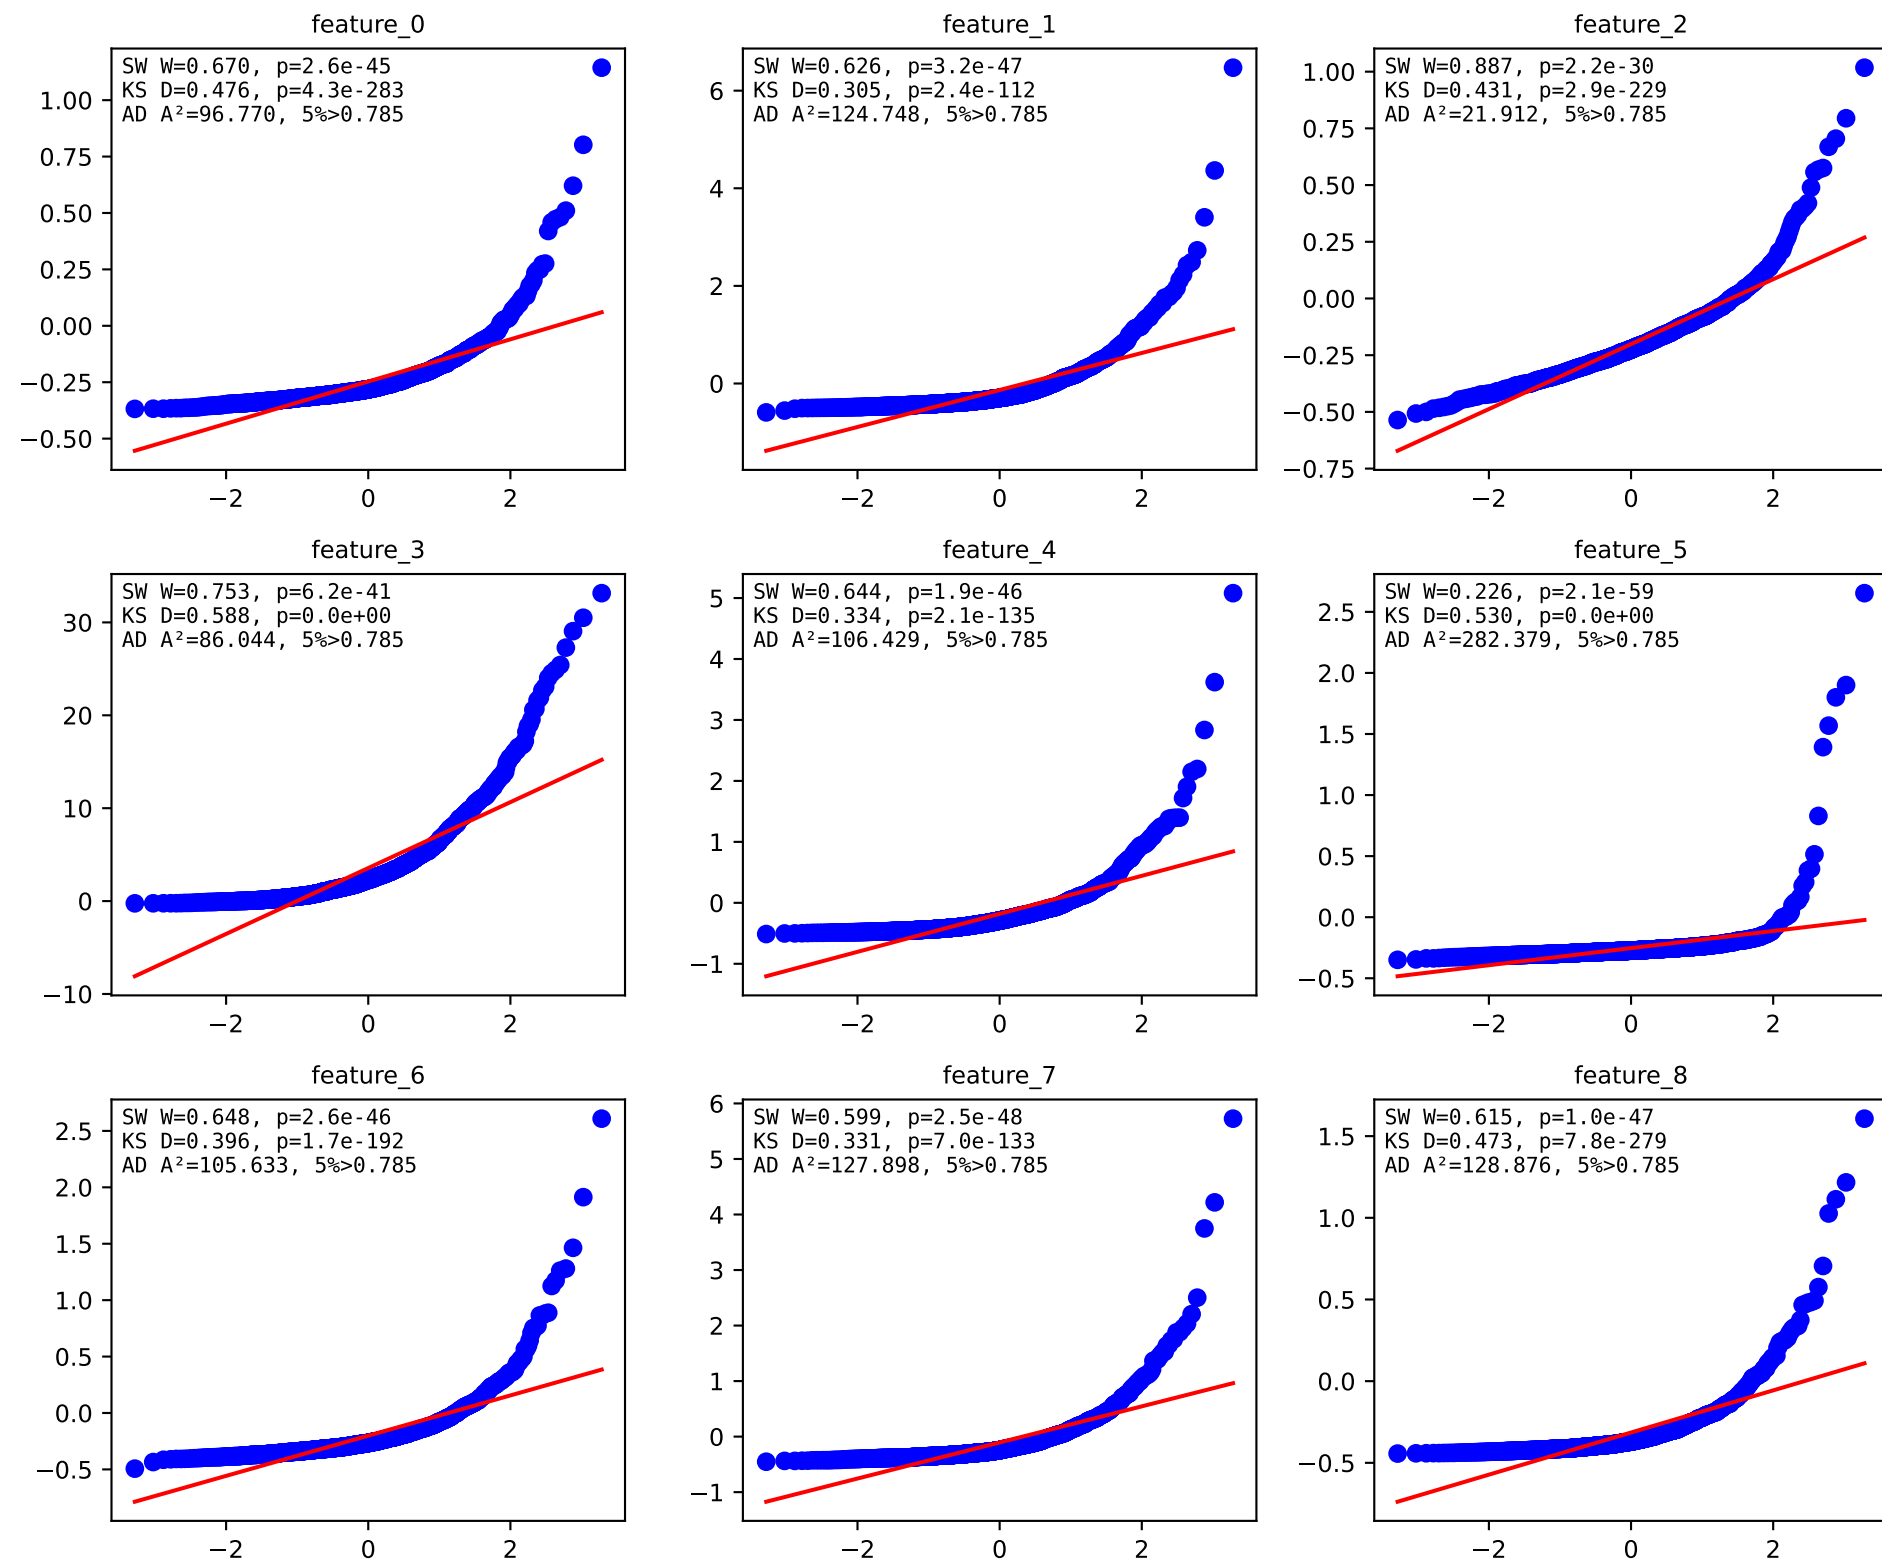 feature_0
SW W=0.670, p=2.6e-45
KS D=0.476, p=4.3e-283
AD A²=96.770, 5%>0.785
1.00
0.75
0.50
0.25
0.00
−0.25
−0.50
−2
0
2
feature_1
SW W=0.626, p=3.2e-47
KS D=0.305, p=2.4e-112
AD A²=124.748, 5%>0.785
6
4
2
0
−2
0
2
feature_2
SW W=0.887, p=2.2e-30
KS D=0.431, p=2.9e-229
AD A²=21.912, 5%>0.785
1.00
0.75
0.50
0.25
0.00
−0.25
−0.50
−0.75
−2
0
2
feature_3
SW W=0.753, p=6.2e-41
KS D=0.588, p=0.0e+00
AD A²=86.044, 5%>0.785
30
20
10
0
−10
−2
0
2
feature_4
SW W=0.644, p=1.9e-46
KS D=0.334, p=2.1e-135
AD A²=106.429, 5%>0.785
5
4
3
2
1
0
−1
−2
0
2
feature_5
SW W=0.226, p=2.1e-59
KS D=0.530, p=0.0e+00
AD A²=282.379, 5%>0.785
2.5
2.0
1.5
1.0
0.5
0.0
−0.5
−2
0
2
feature_6
SW W=0.648, p=2.6e-46
KS D=0.396, p=1.7e-192
AD A²=105.633, 5%>0.785
2.5
2.0
1.5
1.0
0.5
0.0
−0.5
−2
0
2
feature_7
SW W=0.599, p=2.5e-48
KS D=0.331, p=7.0e-133
AD A²=127.898, 5%>0.785
6
5
4
3
2
1
0
−1
−2
0
2
feature_8
SW W=0.615, p=1.0e-47
KS D=0.473, p=7.8e-279
AD A²=128.876, 5%>0.785
1.5
1.0
0.5
0.0
−0.5
−2
0
2